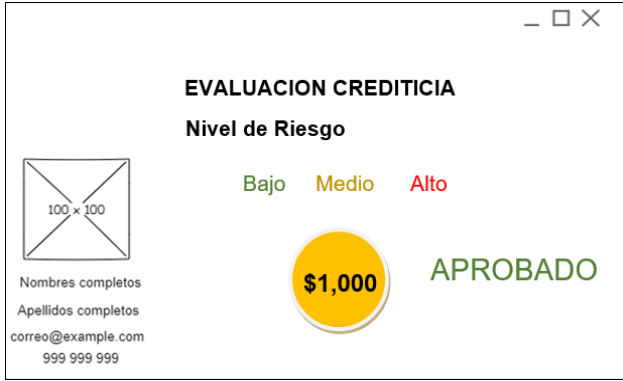 EVALUACION CREDITICIA
Nivel de Riesgo
Bajo Medio Alto
100 x 100
$1,000
APROBADO
Nombres completos
Apellidos completos
correo@example.com
999 999 999